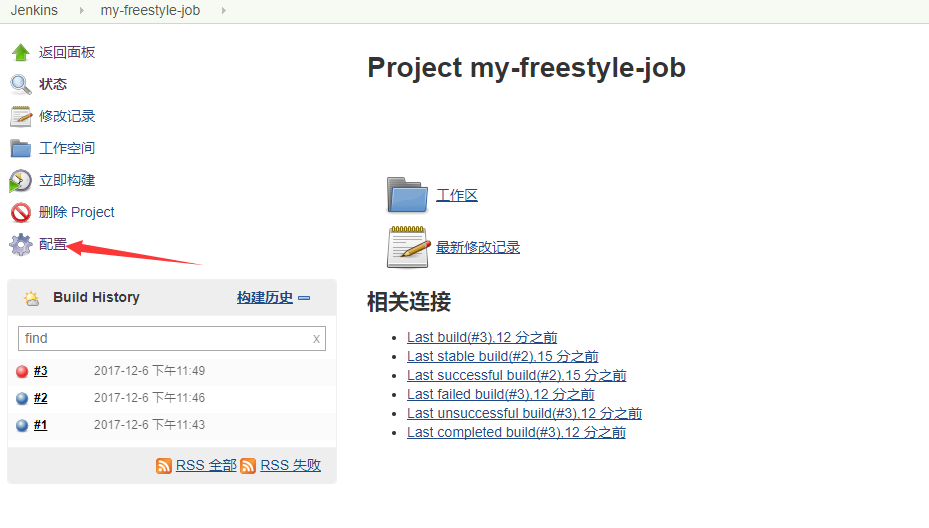 Jenkins my-freestyle-job
返回面板
状态
修改记录
工作空间
立即构建
删除 Project
配置
Build History 构建历史
find x
#3 2017-12-6 下午11:49
#2 2017-12-6 下午11:46
#1 2017-12-6 下午11:43
RSS 全部 RSS 失败
Project my-freestyle-job
工作区
最新修改记录
相关连接
Last build(#3),12 分之前
Last stable build(#2),15 分之前
Last successful build(#2),15 分之前
Last failed build(#3),12 分之前
Last unsuccessful build(#3),12 分之前
Last completed build(#3),12 分之前